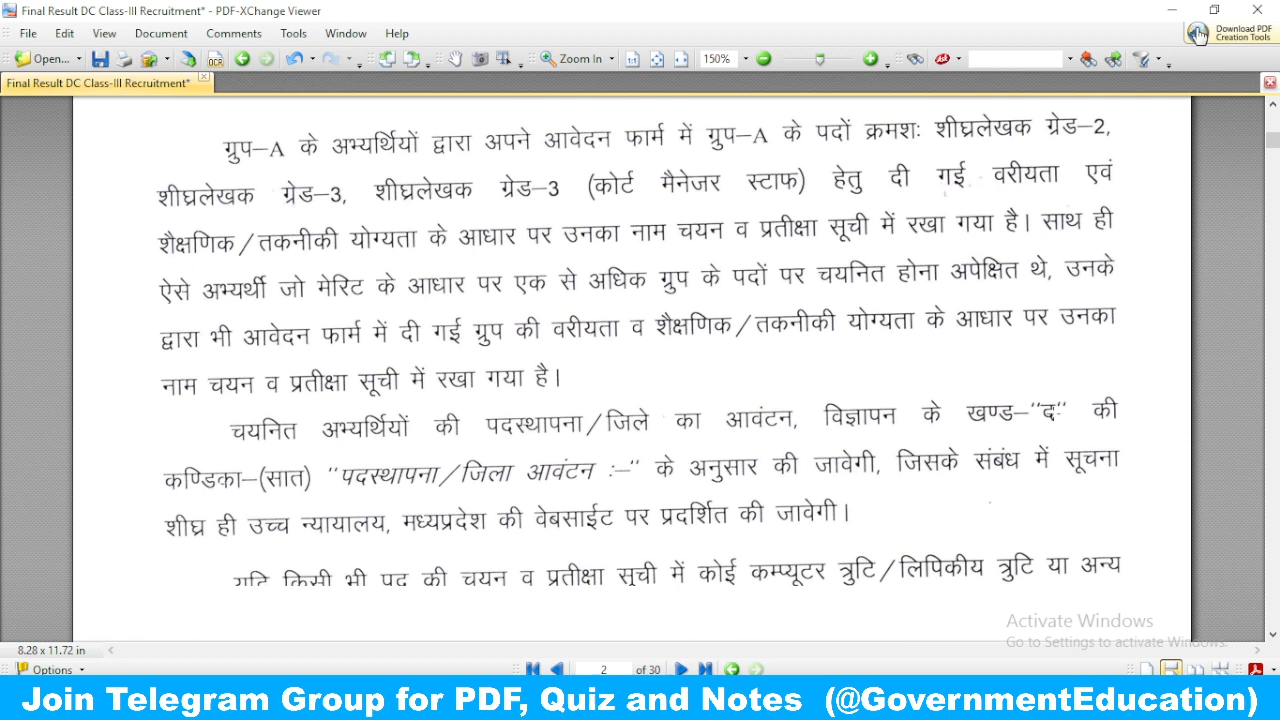 Final Result DC Class-III Recruitment* - PDF-XChange Viewer
File Edit View Document Comments Tools Window Help
Download PDF Creation Tools
Open... OCR Zoom In 150%
Final Result DC Class-III Recruitment*
ग्रुप–A के अभ्यर्थियों द्वारा अपने आवेदन फार्म में ग्रुप–A के पदों क्रमशः शीघ्रलेखक ग्रेड–2,
शीघ्रलेखक ग्रेड–3, शीघ्रलेखक ग्रेड–3 (कोर्ट मैनेजर स्टाफ) हेतु दी गई वरीयता एवं
शैक्षणिक/तकनीकी योग्यता के आधार पर उनका नाम चयन व प्रतीक्षा सूची में रखा गया है। साथ ही
ऐसे अभ्यर्थी जो मेरिट के आधार पर एक से अधिक ग्रुप के पदों पर चयनित होना अपेक्षित थे, उनके
द्वारा भी आवेदन फार्म में दी गई ग्रुप की वरीयता व शैक्षणिक/तकनीकी योग्यता के आधार पर उनका
नाम चयन व प्रतीक्षा सूची में रखा गया है।
चयनित अभ्यर्थियों की पदस्थापना/जिले का आवंटन, विज्ञापन के खण्ड–"द" की
कण्डिका–(सात) "पदस्थापना/जिला आवंटन :–" के अनुसार की जावेगी, जिसके संबंध में सूचना
शीघ्र ही उच्च न्यायालय, मध्यप्रदेश की वेबसाईट पर प्रदर्शित की जावेगी।
यदि किसी भी पद की चयन व प्रतीक्षा सूची में कोई कम्प्यूटर त्रुटि/लिपिकीय त्रुटि या अन्य
Activate Windows
Go to Settings to activate Windows.
8.28 x 11.72 in
Options 2 of 30
Join Telegram Group for PDF, Quiz and Notes (@GovernmentEducation)